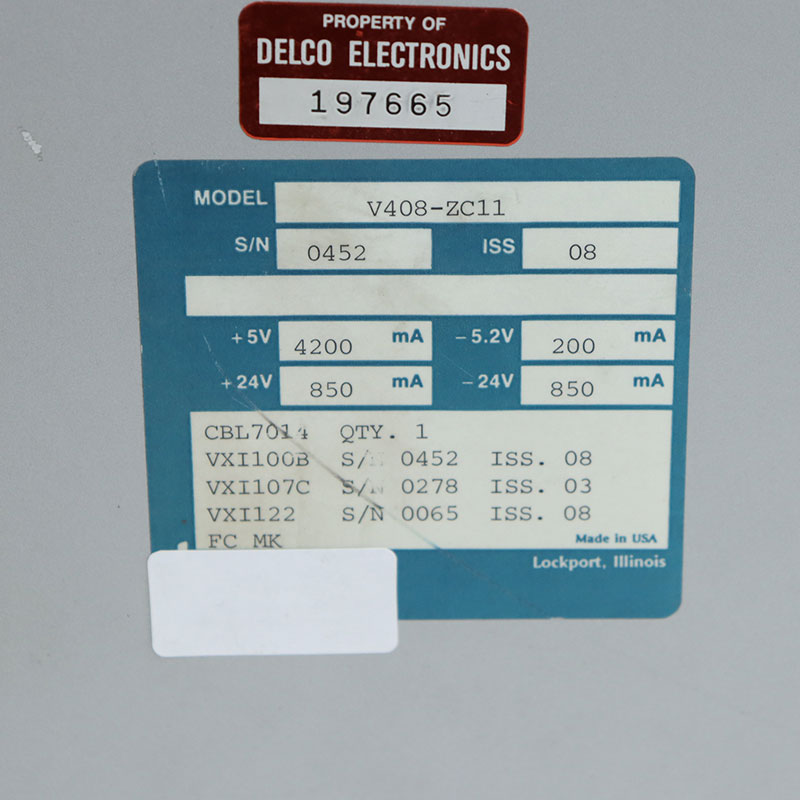 PROPERTY OF
DELCO ELECTRONICS
197665
MODEL V408-ZC11
S/N 0452 ISS 08
+5V 4200 mA -5.2V 200 mA
+24V 850 mA -24V 850 mA
CBL7014 QTY. 1
VXI100B S/N 0452 ISS. 08
VXI107C S/N 0278 ISS. 03
VXI122 S/N 0065 ISS. 08
FC MK Made in USA
Lockport, Illinois